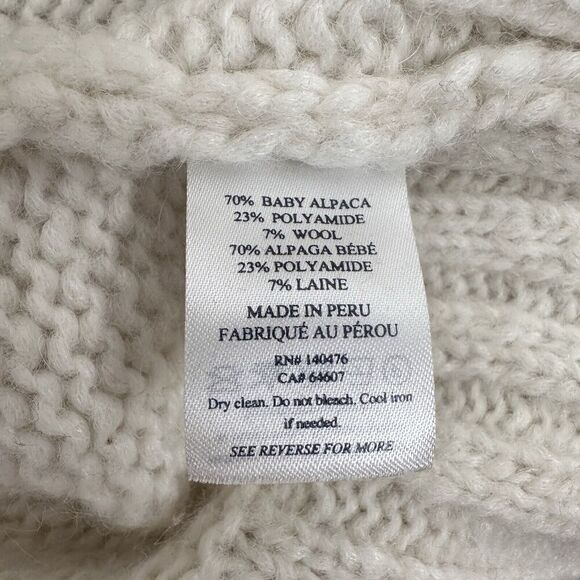 70% BABY ALPACA
23% POLYAMIDE
7% WOOL
70% ALPAGA BÉBÉ
23% POLYAMIDE
7% LAINE
MADE IN PERU
FABRIQUÉ AU PÉROU
RN# 140476
CA# 64607
Dry clean. Do not bleach. Cool iron
if needed.
SEE REVERSE FOR MORE